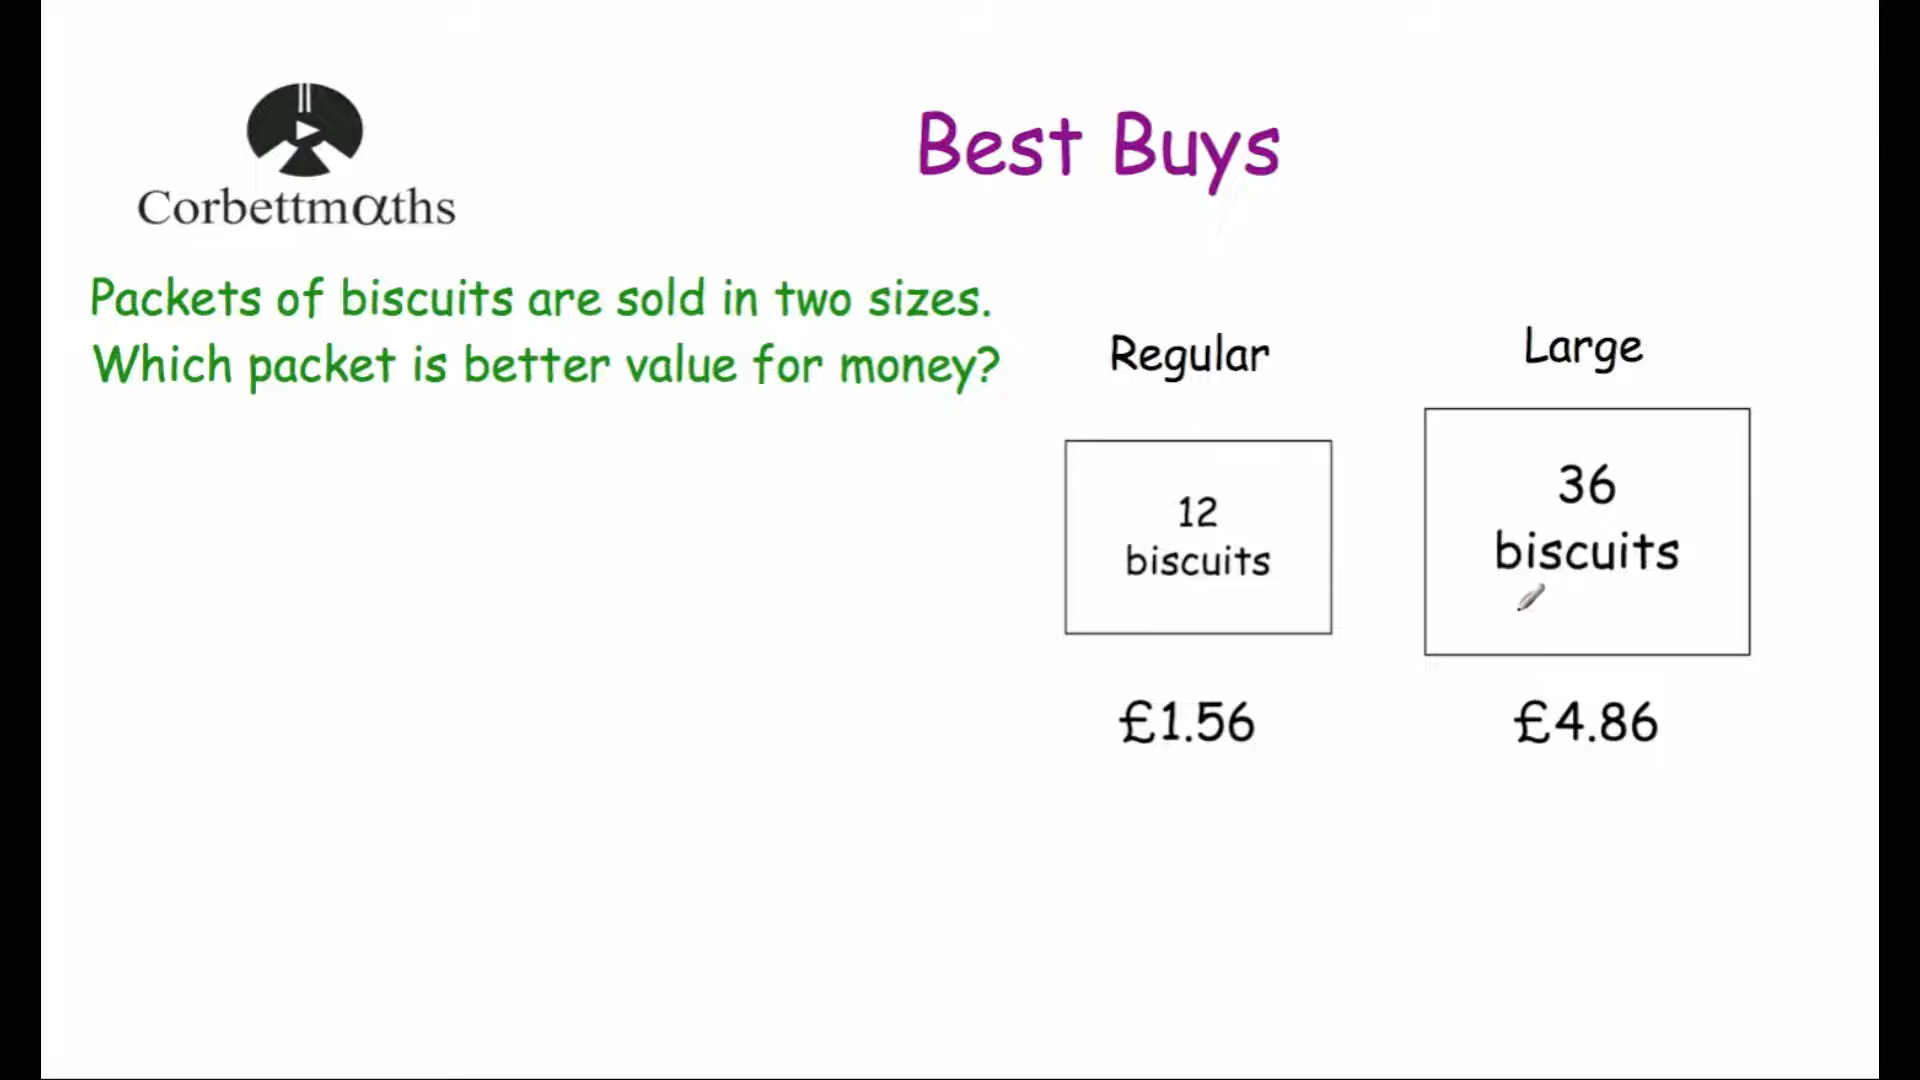 Corbettmαths
Best Buys
Packets of biscuits are sold in two sizes.
Which packet is better value for money?
Regular
Large
12
biscuits
36
biscuits
£1.56
£4.86